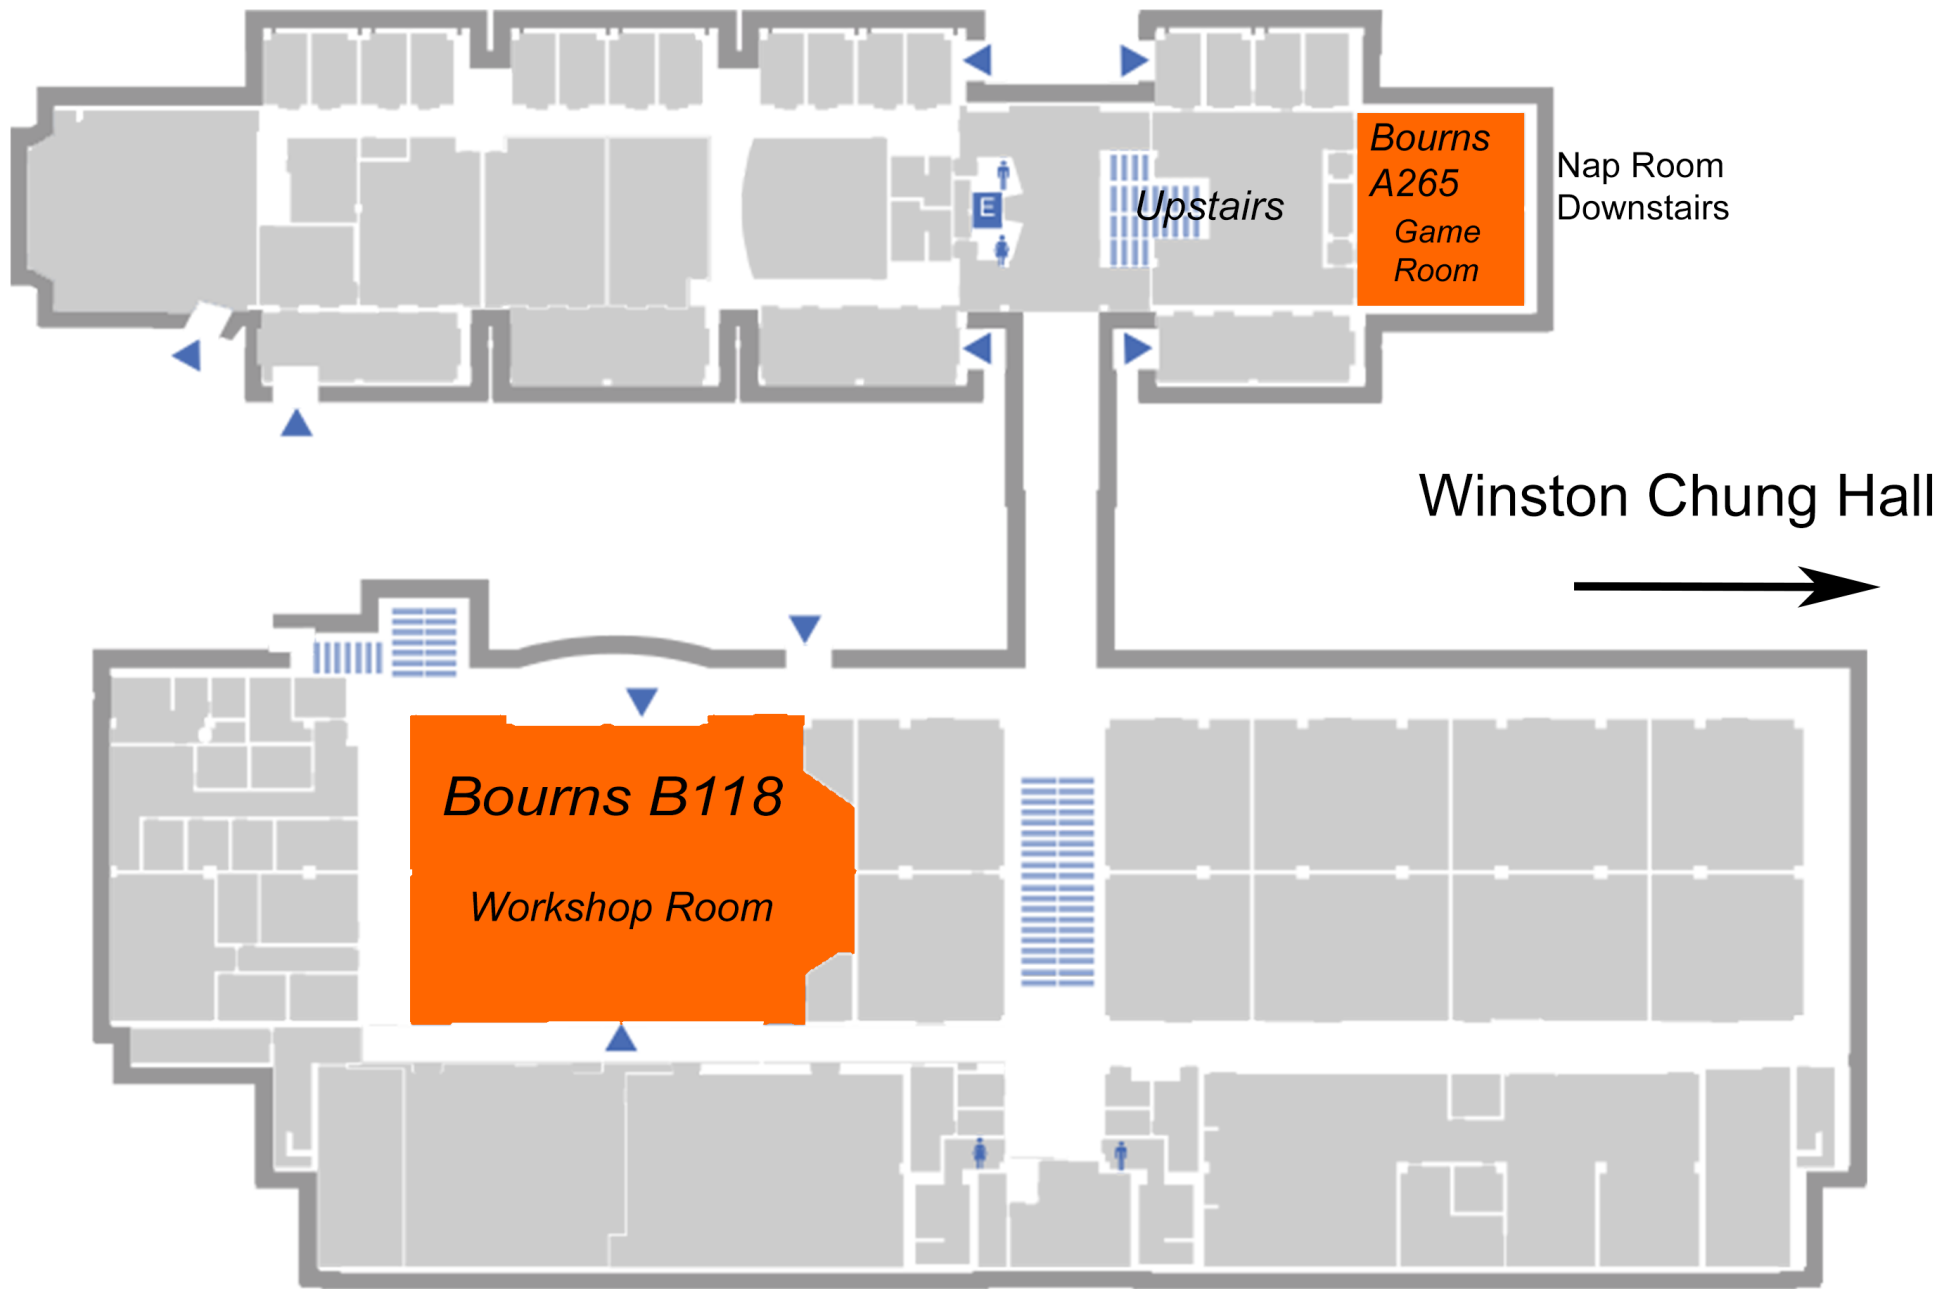 Bourns
A265
Game
Room
Nap Room
Downstairs
E
Upstairs
Winston Chung Hall
Bourns B118
Workshop Room